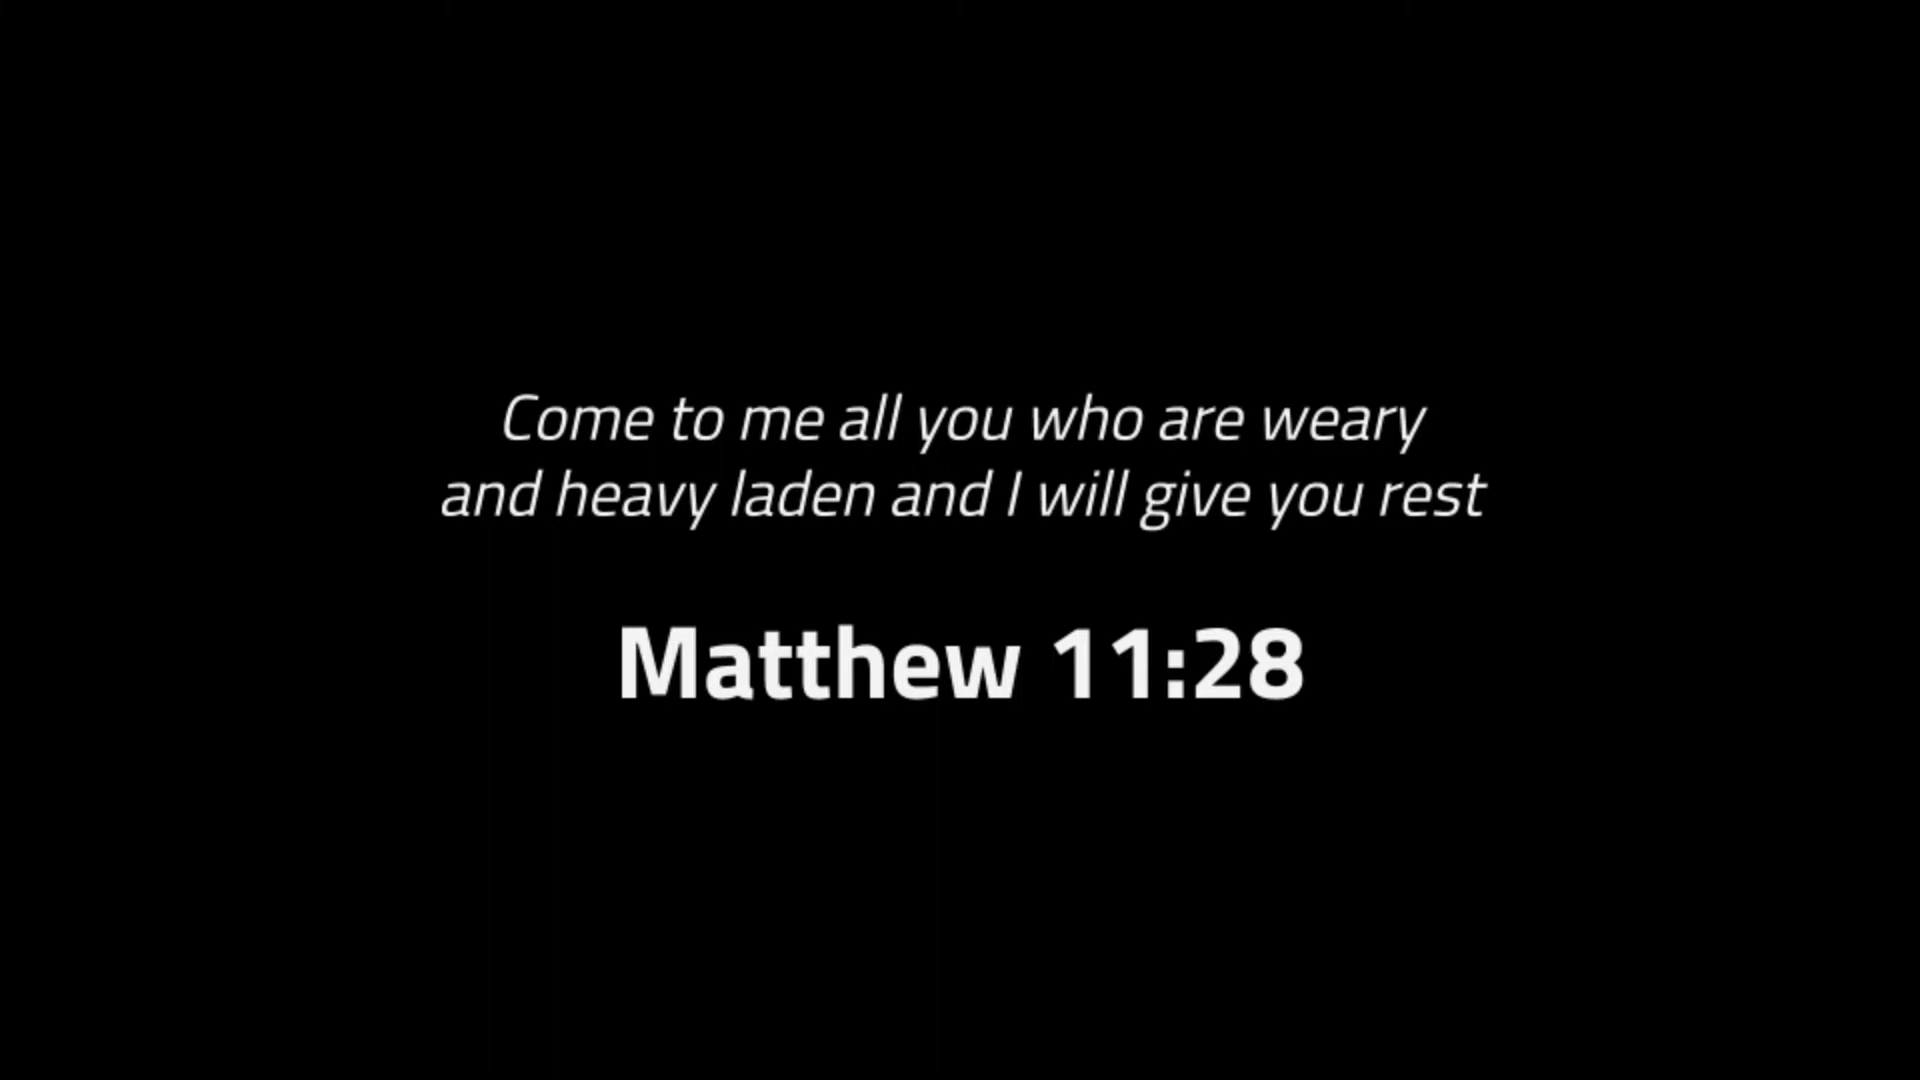 Come to me all you who are weary
and heavy laden and I will give you rest
Matthew 11:28